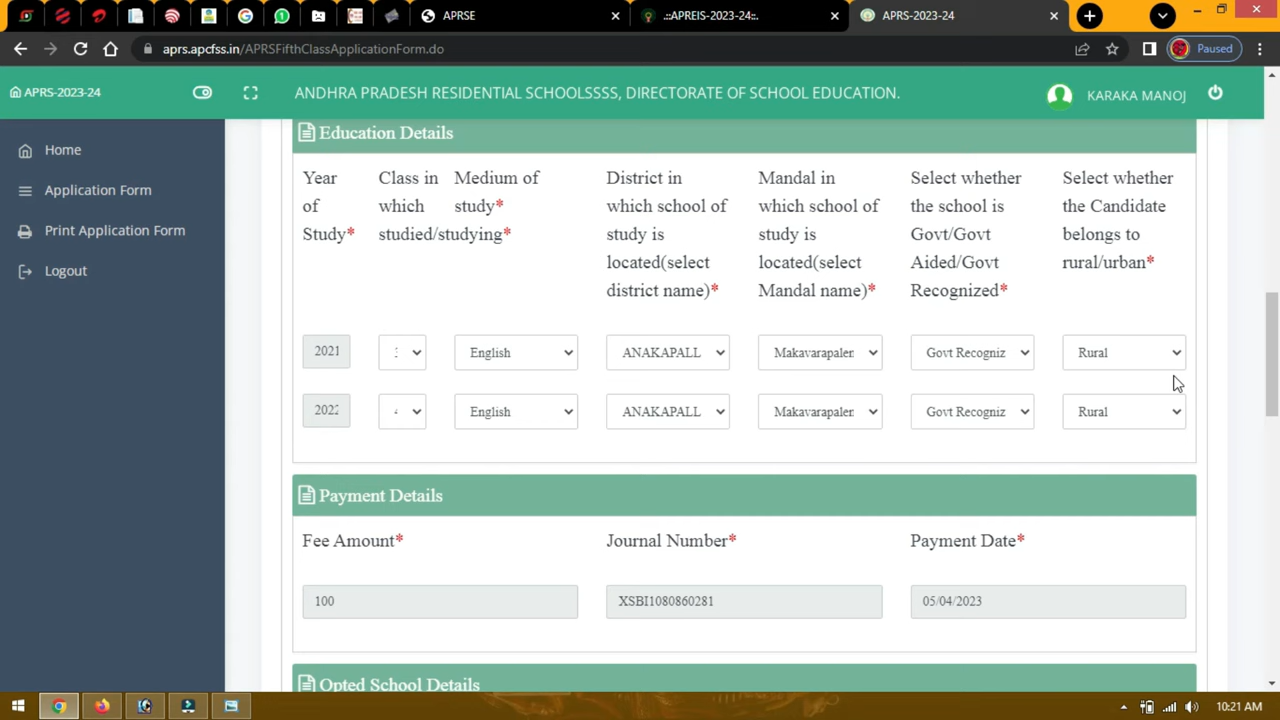 APRSE
.::APREIS-2023-24::.
APRS-2023-24
aprs.apcfss.in/APRSFifthClassApplicationForm.do
Paused
APRS-2023-24
ANDHRA PRADESH RESIDENTIAL SCHOOLSSSS, DIRECTORATE OF SCHOOL EDUCATION.
KARAKA MANOJ
Home
Application Form
Print Application Form
Logout
Education Details
Year
of
Study*
Class in
which
studied/studying*
Medium of
study*
District in
which school of
study is
located(select
district name)*
Mandal in
which school of
study is
located(select
Mandal name)*
Select whether
the school is
Govt/Govt
Aided/Govt
Recognized*
Select whether
the Candidate
belongs to
rural/urban*
2021 English ANAKAPALL Makavarapalen Govt Recogniz Rural
2022 English ANAKAPALL Makavarapalen Govt Recogniz Rural
Payment Details
Fee Amount* Journal Number* Payment Date*
100 XSBI1080860281 05/04/2023
Opted School Details
10:21 AM